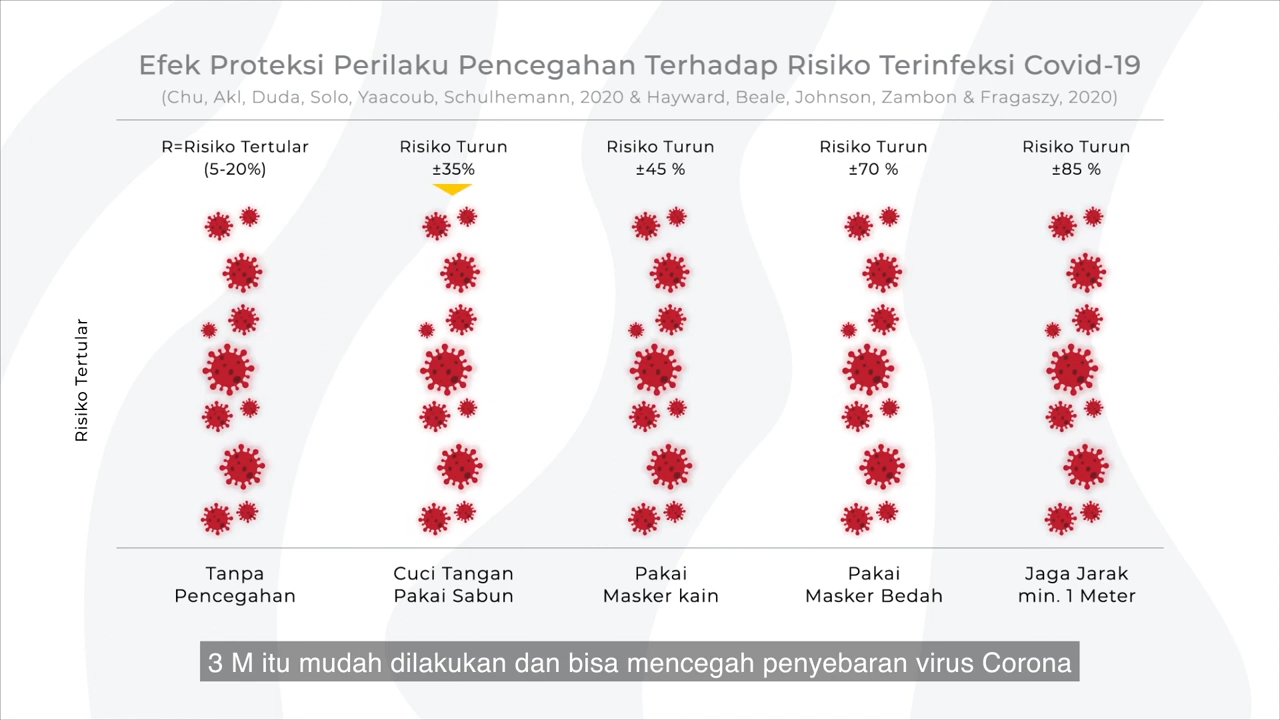 Efek Proteksi Perilaku Pencegahan Terhadap Risiko Terinfeksi Covid-19
(Chu, Akl, Duda, Solo, Yaacoub, Schulhemann, 2020 & Hayward, Beale, Johnson, Zambon & Fragaszy, 2020)
R=Risiko Tertular
(5-20%)
Risiko Turun
±35%
Risiko Turun
±45 %
Risiko Turun
±70 %
Risiko Turun
±85 %
Risiko Tertular
Tanpa
Pencegahan
Cuci Tangan
Pakai Sabun
Pakai
Masker kain
Pakai
Masker Bedah
Jaga Jarak
min. 1 Meter
3 M itu mudah dilakukan dan bisa mencegah penyebaran virus Corona